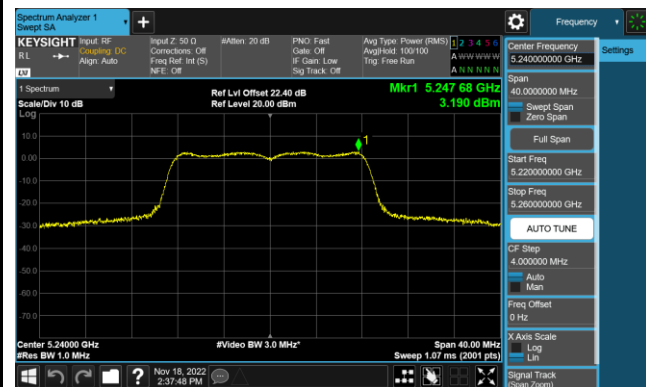 Spectrum Analyzer 1
Swept SA
Frequency
KEYSIGHT Input: RF
Coupling: DC
Align: Auto
RL
Input Z: 50 Ω
Corrections: Off
Freq Ref: Int (S)
NFE: Off
#Atten: 20 dB
PNO: Fast
Gate: Off
IF Gain: Low
Sig Track: Off
Avg Type: Power (RMS)
Avg|Hold: 100/100
Trig: Free Run
1 2 3 4 5 6
A W W W W W
A N N N N N
LXI
Center Frequency
5.240000000 GHz
Settings
Span
40.0000000 MHz
Swept Span
Zero Span
Full Span
Start Freq
5.220000000 GHz
Stop Freq
5.260000000 GHz
AUTO TUNE
CF Step
4.000000 MHz
Auto
Man
Freq Offset
0 Hz
X Axis Scale
Log
Lin
Signal Track
(Span Zoom)
1 Spectrum
Scale/Div 10 dB
Ref Lvl Offset 22.40 dB
Ref Level 20.00 dBm
Mkr1 5.247 68 GHz
3.190 dBm
Log
10.0
0.00
-10.0
-20.0
-30.0
-40.0
-50.0
-60.0
-70.0
1
Center 5.24000 GHz
#Res BW 1.0 MHz
#Video BW 3.0 MHz*
Span 40.00 MHz
Sweep 1.07 ms (2001 pts)
Nov 18, 2022
2:37:48 PM